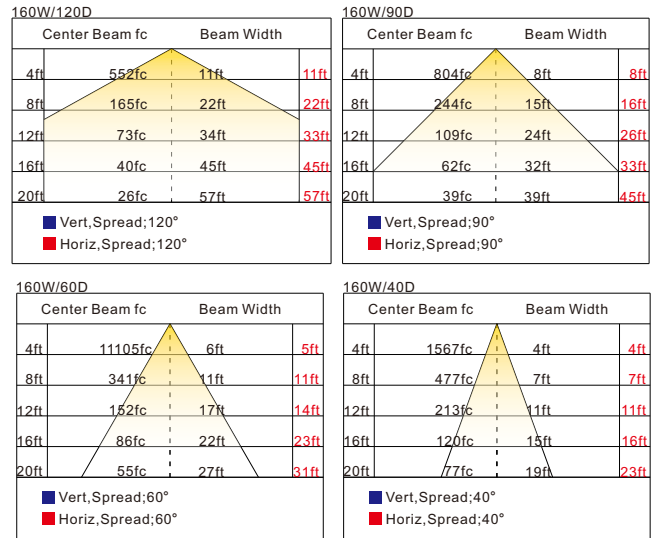 160W/120D
Center Beam fc Beam Width
4ft 552fc 11ft 11ft
8ft 165fc 22ft 22ft
12ft 73fc 34ft 33ft
16ft 40fc 45ft 45ft
20ft 26fc 57ft 57ft
Vert,Spread;120°
Horiz,Spread;120°
160W/90D
Center Beam fc Beam Width
4ft 804fc 8ft 8ft
8ft 244fc 15ft 16ft
12ft 109fc 24ft 26ft
16ft 62fc 32ft 33ft
20ft 39fc 39ft 45ft
Vert,Spread;90°
Horiz,Spread;90°
160W/60D
Center Beam fc Beam Width
4ft 11105fc 6ft 5ft
8ft 341fc 11ft 11ft
12ft 152fc 17ft 14ft
16ft 86fc 22ft 23ft
20ft 55fc 27ft 31ft
Vert,Spread;60°
Horiz,Spread;60°
160W/40D
Center Beam fc Beam Width
4ft 1567fc 4ft 4ft
8ft 477fc 7ft 7ft
12ft 213fc 11ft 11ft
16ft 120fc 15ft 16ft
20ft 77fc 19ft 23ft
Vert,Spread;40°
Horiz,Spread;40°